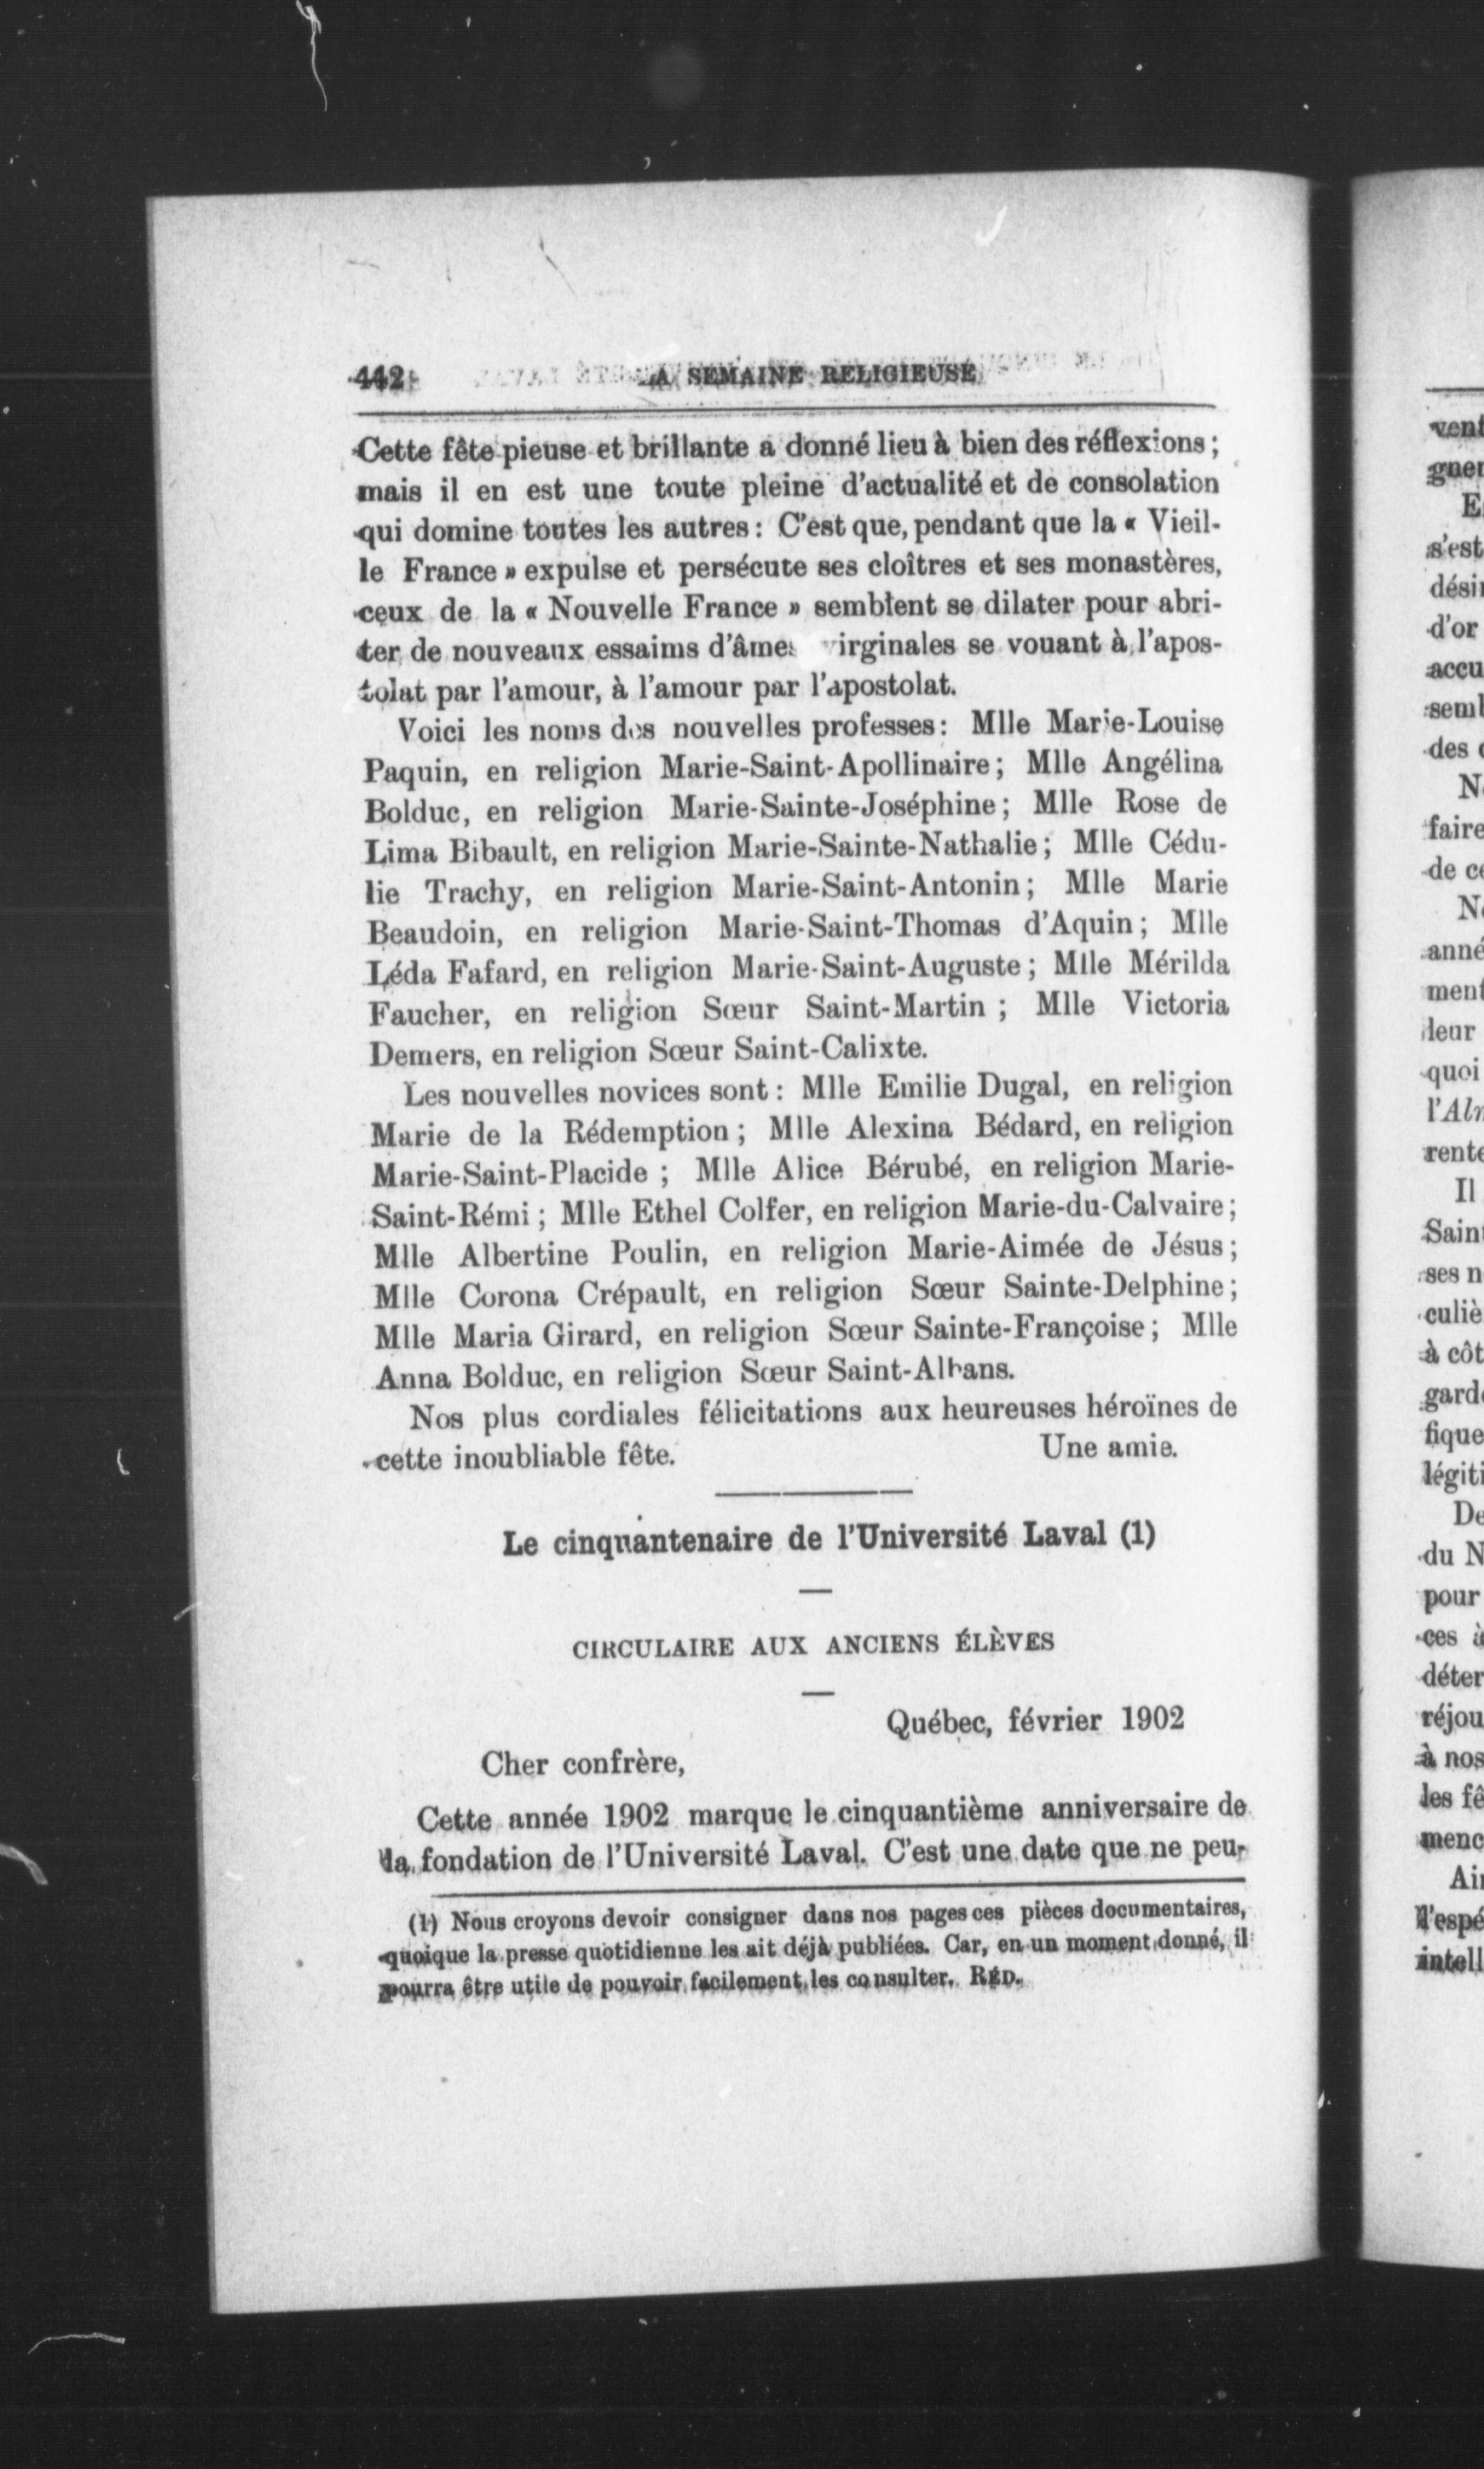 442 LA SEMAINE RELIGIEUSE
Cette fête pieuse et brillante a donné lieu à bien des réflexions ;
mais il en est une toute pleine d'actualité et de consolation
qui domine toutes les autres : C'est que, pendant que la « Vieil-
le France » expulse et persécute ses cloîtres et ses monastères,
ceux de la « Nouvelle France » semblent se dilater pour abri-
ter de nouveaux essaims d'âmes virginales se vouant à l'apos-
tolat par l'amour, à l'amour par l'apostolat.
Voici les noms des nouvelles professes : Mlle Marie-Louise
Paquin, en religion Marie-Saint-Apollinaire ; Mlle Angélina
Bolduc, en religion Marie-Sainte-Joséphine ; Mlle Rose de
Lima Bibault, en religion Marie-Sainte-Nathalie ; Mlle Cédu-
lie Trachy, en religion Marie-Saint-Antonin ; Mlle Marie
Beaudoin, en religion Marie-Saint-Thomas d'Aquin ; Mlle
Léda Fafard, en religion Marie-Saint-Auguste ; Mlle Mérilda
Faucher, en religion Sœur Saint-Martin ; Mlle Victoria
Demers, en religion Sœur Saint-Calixte.
Les nouvelles novices sont : Mlle Emilie Dugal, en religion
Marie de la Rédemption ; Mlle Alexina Bédard, en religion
Marie-Saint-Placide ; Mlle Alice Bérubé, en religion Marie-
Saint-Rémi ; Mlle Ethel Colfer, en religion Marie-du-Calvaire ;
Mlle Albertine Poulin, en religion Marie-Aimée de Jésus ;
Mlle Corona Crépault, en religion Sœur Sainte-Delphine ;
Mlle Maria Girard, en religion Sœur Sainte-Françoise ; Mlle
Anna Bolduc, en religion Sœur Saint-Albans.
Nos plus cordiales félicitations aux heureuses héroïnes de
cette inoubliable fête. Une amie.
Le cinquantenaire de l'Université Laval (1)
CIRCULAIRE AUX ANCIENS ÉLÈVES
Québec, février 1902
Cher confrère,
Cette année 1902 marque le cinquantième anniversaire de
la fondation de l'Université Laval. C'est une date que ne peu-
(1) Nous croyons devoir consigner dans nos pages ces pièces documentaires,
quoique la presse quotidienne les ait déjà publiées. Car, en un moment donné, il
pourra être utile de pouvoir facilement les consulter. RÉD.